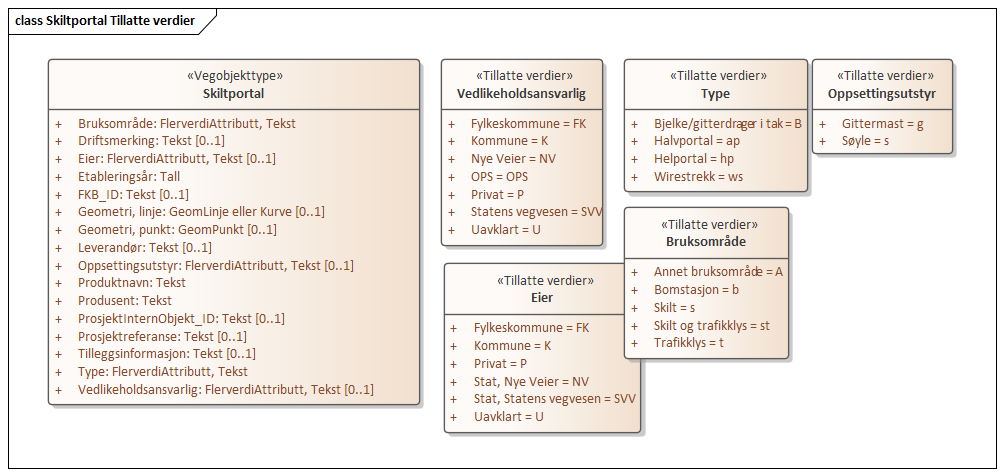 class Skiltportal Tillatte verdier
«Vegobjekttype»
Skiltportal
+ Bruksområde: FlerverdiAttributt, Tekst
+ Driftsmerking: Tekst [0..1]
+ Eier: FlerverdiAttributt, Tekst [0..1]
+ Etableringsår: Tall
+ FKB_ID: Tekst [0..1]
+ Geometri, linje: GeomLinje eller Kurve [0..1]
+ Geometri, punkt: GeomPunkt [0..1]
+ Leverandør: Tekst [0..1]
+ Oppsettingsutstyr: FlerverdiAttributt, Tekst [0..1]
+ Produktnavn: Tekst
+ Produsent: Tekst
+ ProsjektInternObjekt_ID: Tekst [0..1]
+ Prosjektreferanse: Tekst [0..1]
+ Tilleggsinformasjon: Tekst [0..1]
+ Type: FlerverdiAttributt, Tekst
+ Vedlikeholdsansvarlig: FlerverdiAttributt, Tekst [0..1]
«Tillatte verdier»
Vedlikeholdsansvarlig
+ Fylkeskommune = FK
+ Kommune = K
+ Nye Veier = NV
+ OPS = OPS
+ Privat = P
+ Statens vegvesen = SVV
+ Uavklart = U
«Tillatte verdier»
Eier
+ Fylkeskommune = FK
+ Kommune = K
+ Privat = P
+ Stat, Nye Veier = NV
+ Stat, Statens vegvesen = SVV
+ Uavklart = U
«Tillatte verdier»
Type
+ Bjelke/gitterdrager i tak = B
+ Halvportal = ap
+ Helportal = hp
+ Wirestrekk = ws
«Tillatte verdier»
Bruksområde
+ Annet bruksområde = A
+ Bomstasjon = b
+ Skilt = s
+ Skilt og trafikklys = st
+ Trafikklys = t
«Tillatte verdier»
Oppsettingsutstyr
+ Gittermast = g
+ Søyle = s